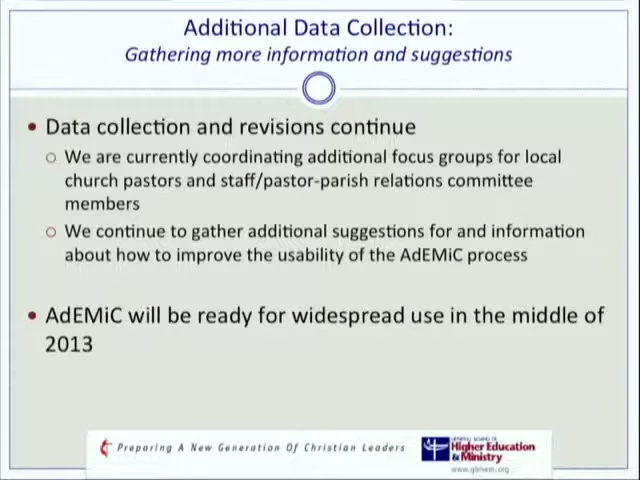 Additional Data Collection:
Gathering more information and suggestions
• Data collection and revisions continue
○ We are currently coordinating additional focus groups for local
church pastors and staff/pastor-parish relations committee
members
○ We continue to gather additional suggestions for and information
about how to improve the usability of the AdEMiC process
• AdEMiC will be ready for widespread use in the middle of
2013
Preparing A New Generation Of Christian Leaders
GENERAL BOARD OF
Higher Education
& Ministry
www.gbhem.org